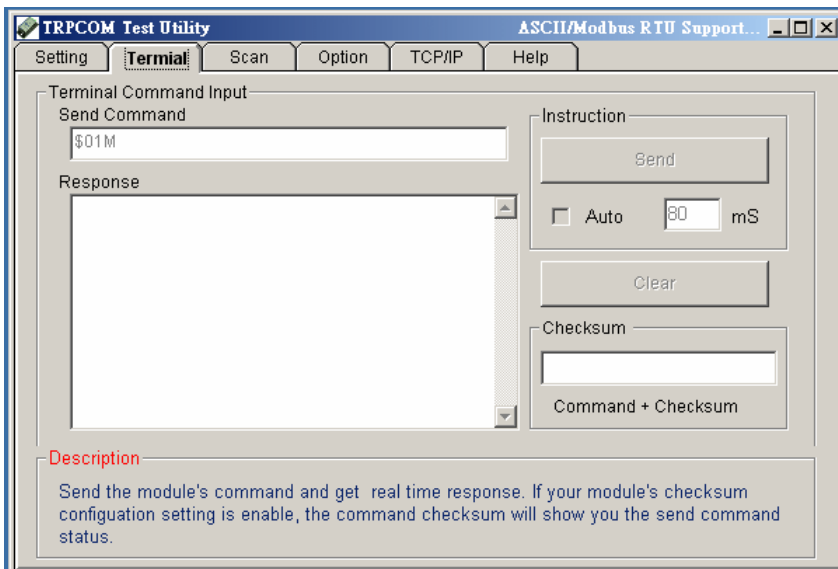 TRPCOM Test Utility ASCII/Modbus RTU Support...
Setting Termial Scan Option TCP/IP Help
Terminal Command Input
Send Command
$01M
Response
Instruction
Send
Auto 80 mS
Clear
Checksum
Command + Checksum
Description
Send the module's command and get real time response. If your module's checksum
configuation setting is enable, the command checksum will show you the send command
status.